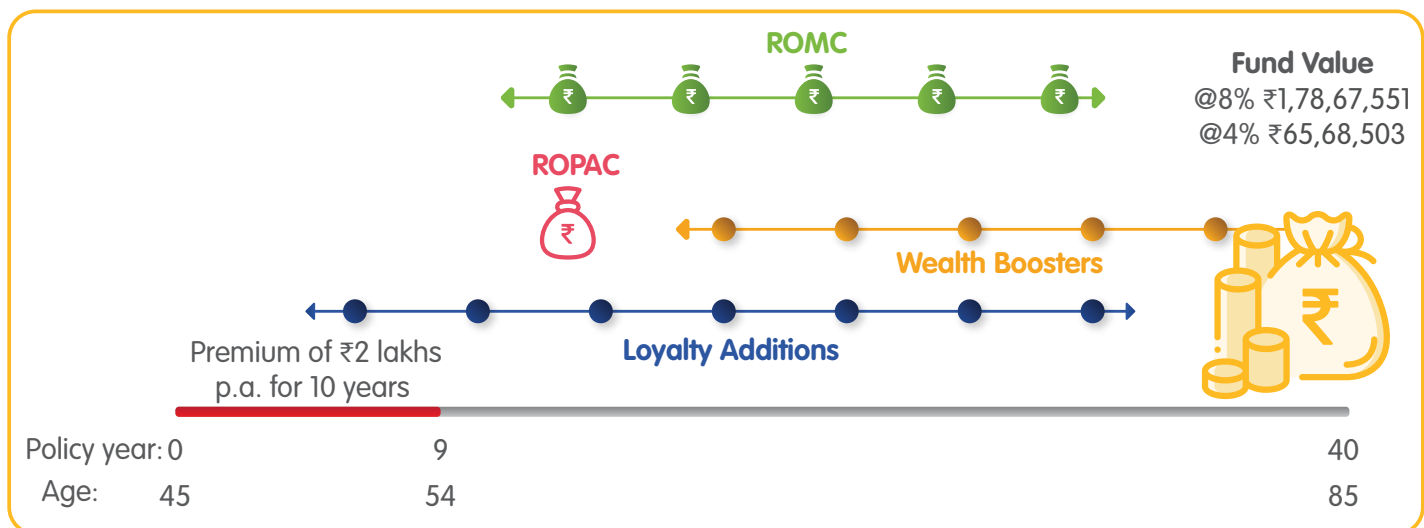 ROMC
₹ ₹ ₹ ₹ ₹
Fund Value
@8% ₹1,78,67,551
@4% ₹65,68,503
ROPAC
₹
Wealth Boosters
₹
Loyalty Additions
Premium of ₹2 lakhs
p.a. for 10 years
Policy year: 0 9 40
Age: 45 54 85